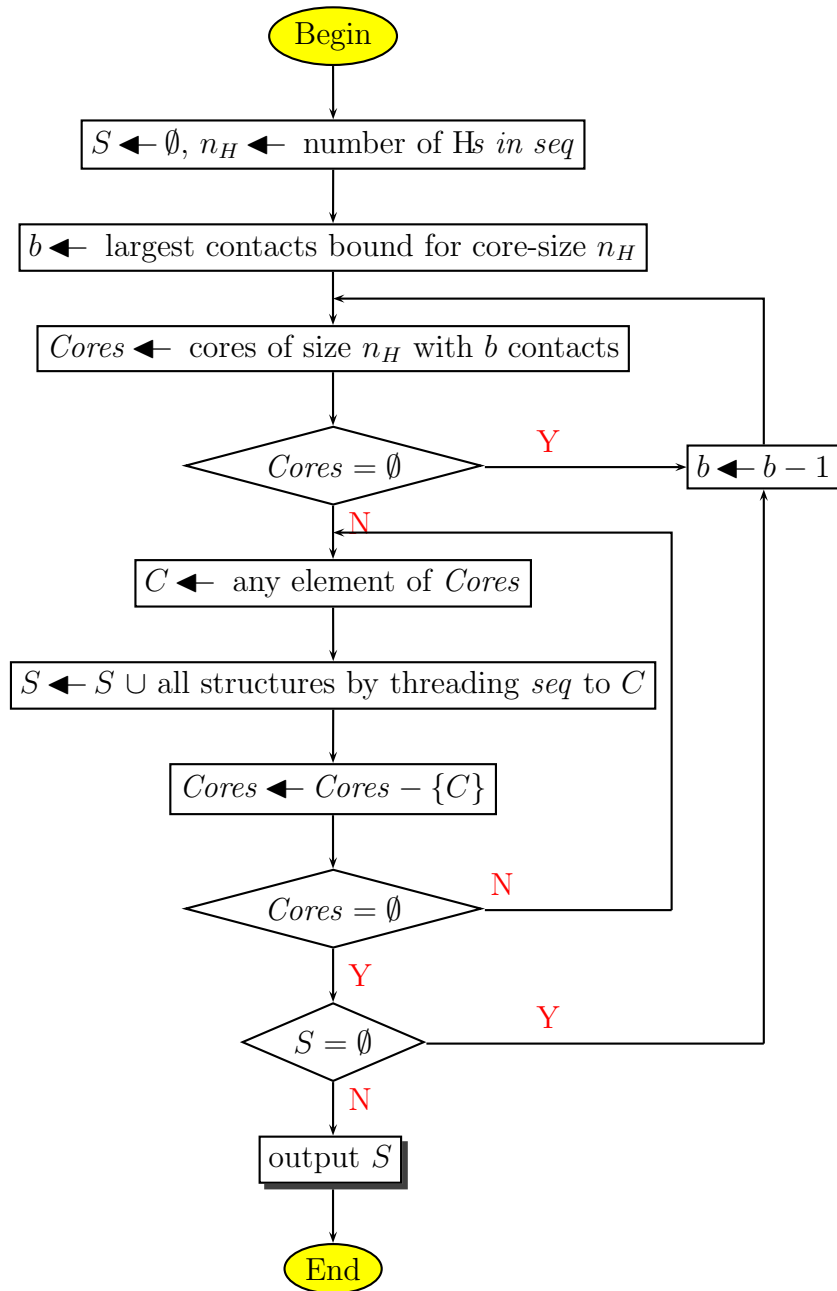 Begin
S ← ∅, n_H ← number of Hs in seq
b ← largest contacts bound for core-size n_H
Cores ← cores of size n_H with b contacts
Y
Cores = ∅
b ← b − 1
N
C ← any element of Cores
S ← S ∪ all structures by threading seq to C
Cores ← Cores − {C}
N
Cores = ∅
Y
Y
S = ∅
N
output S
End